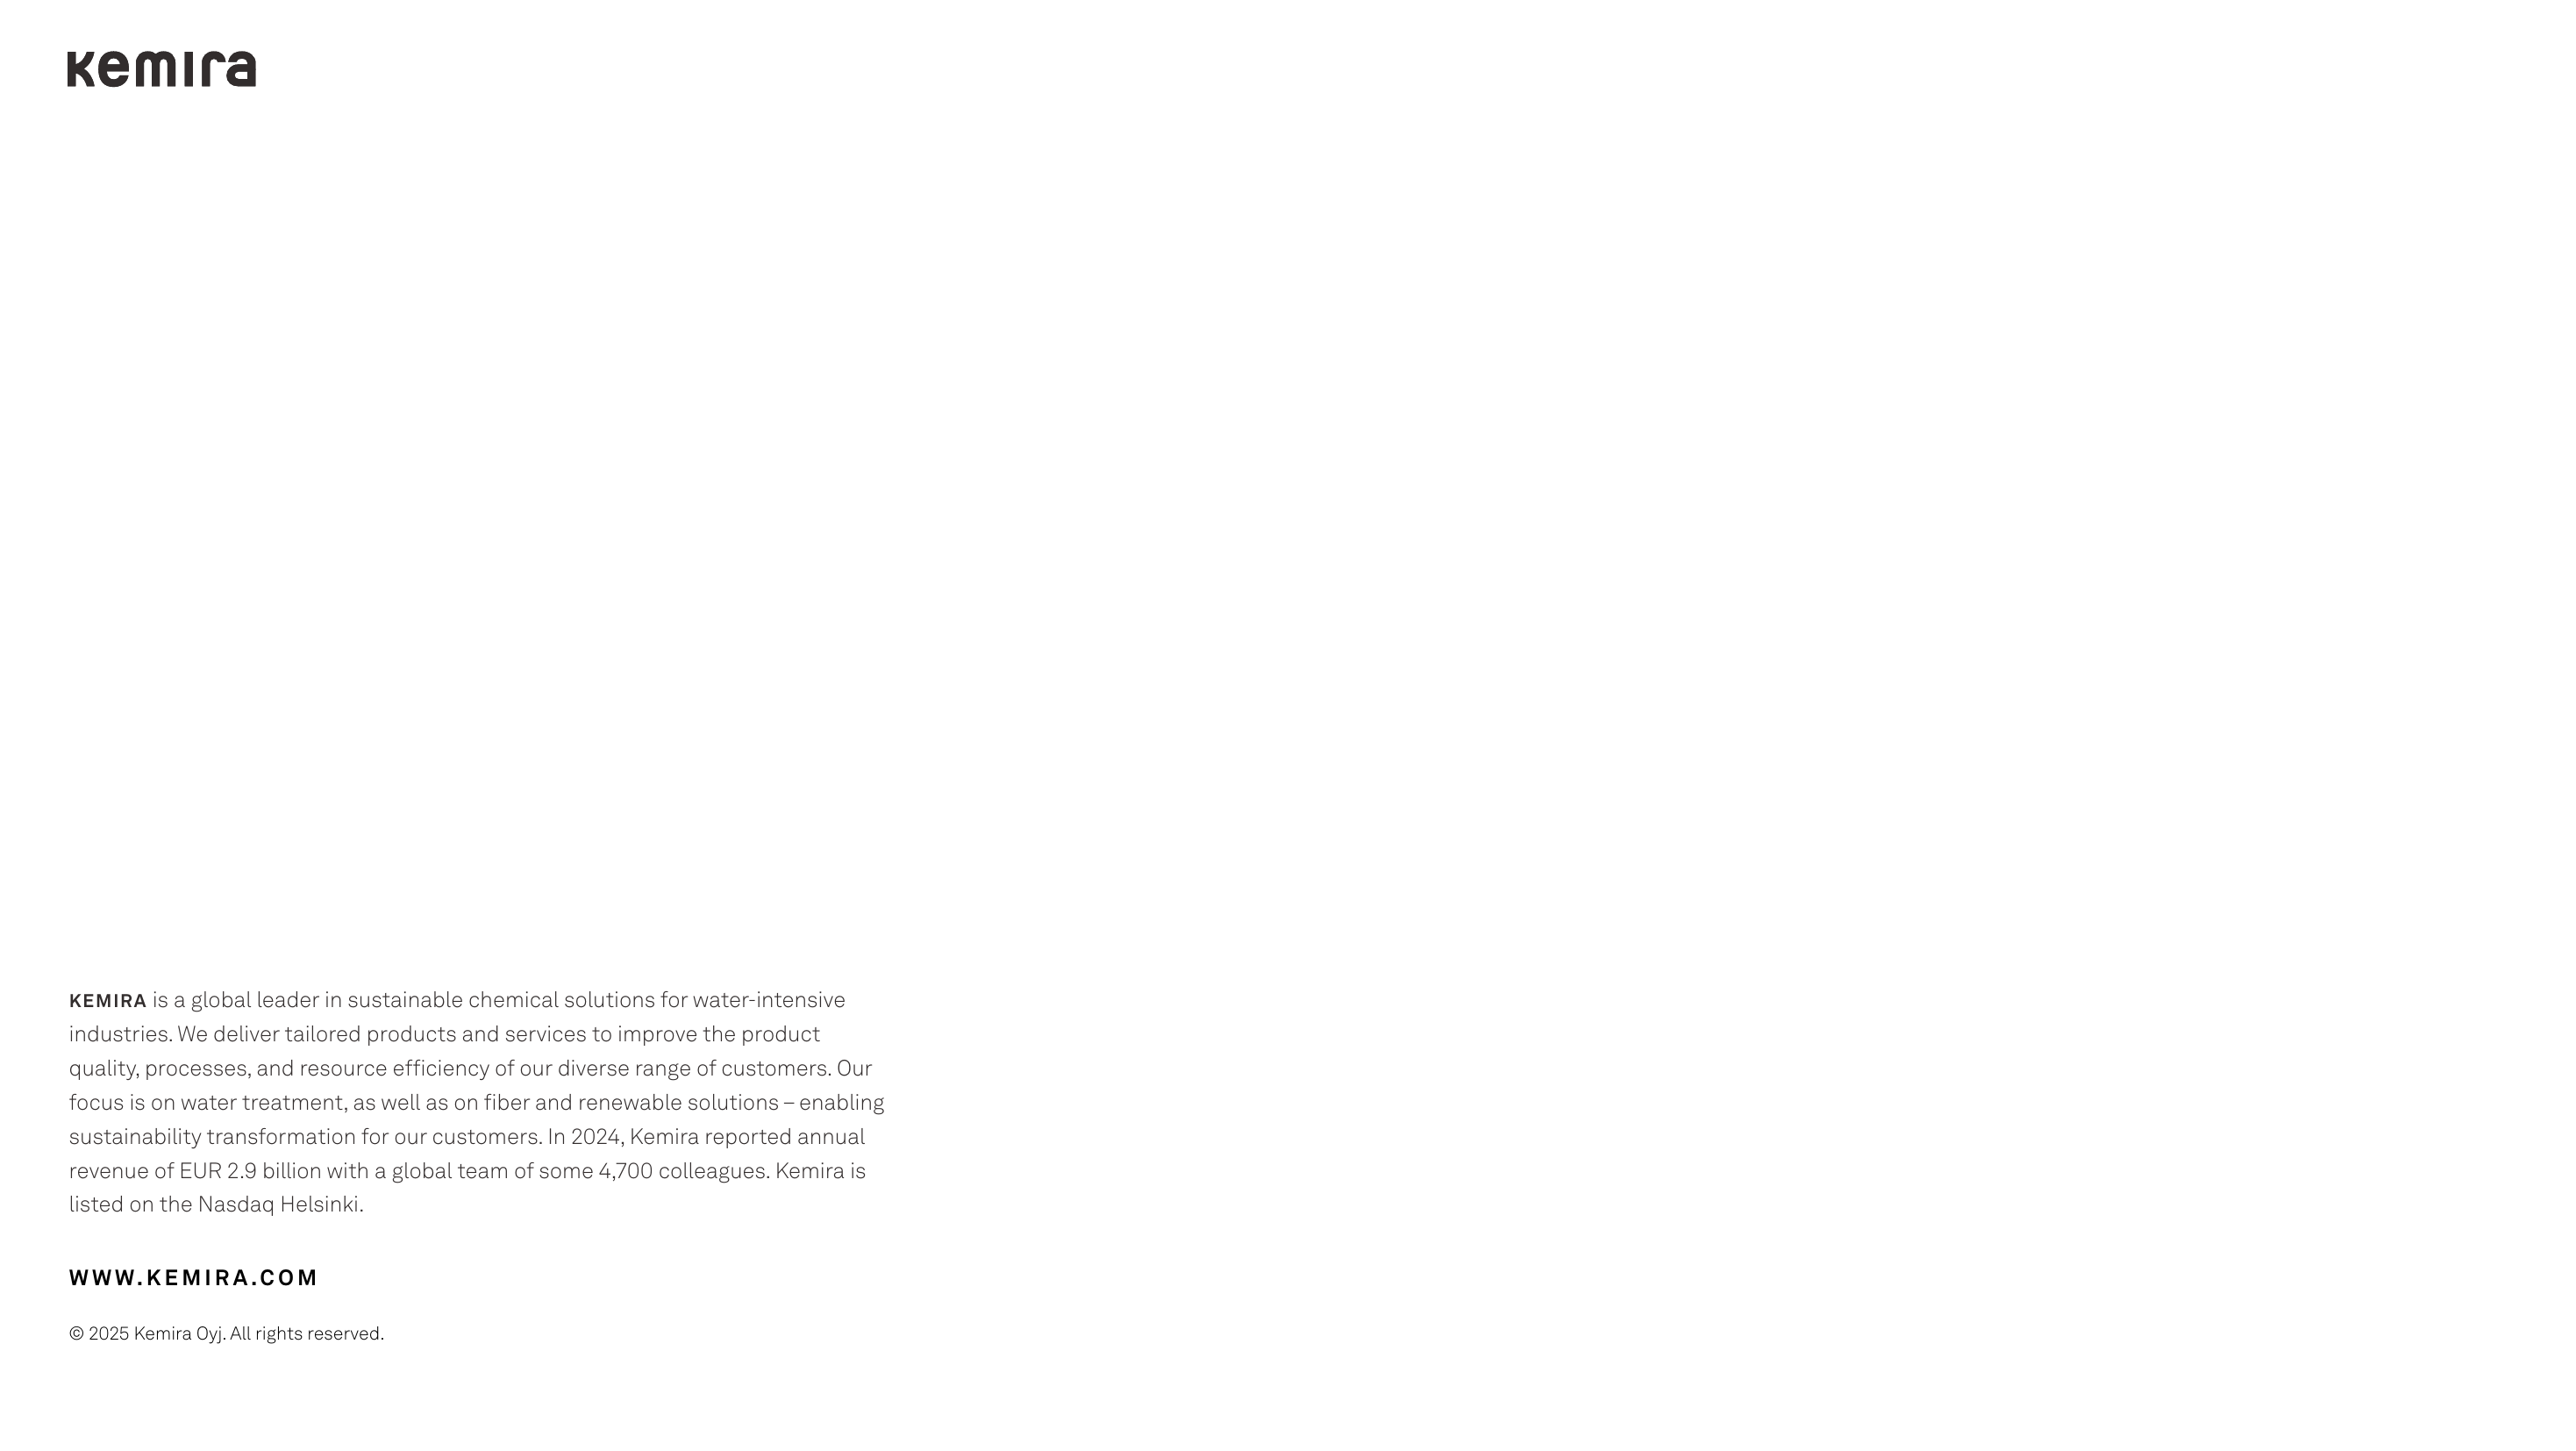 kemira
KEMIRA is a global leader in sustainable chemical solutions for water-intensive
industries. We deliver tailored products and services to improve the product
quality, processes, and resource efficiency of our diverse range of customers. Our
focus is on water treatment, as well as on fiber and renewable solutions – enabling
sustainability transformation for our customers. In 2024, Kemira reported annual
revenue of EUR 2.9 billion with a global team of some 4,700 colleagues. Kemira is
listed on the Nasdaq Helsinki.
WWW.KEMIRA.COM
© 2025 Kemira Oyj. All rights reserved.